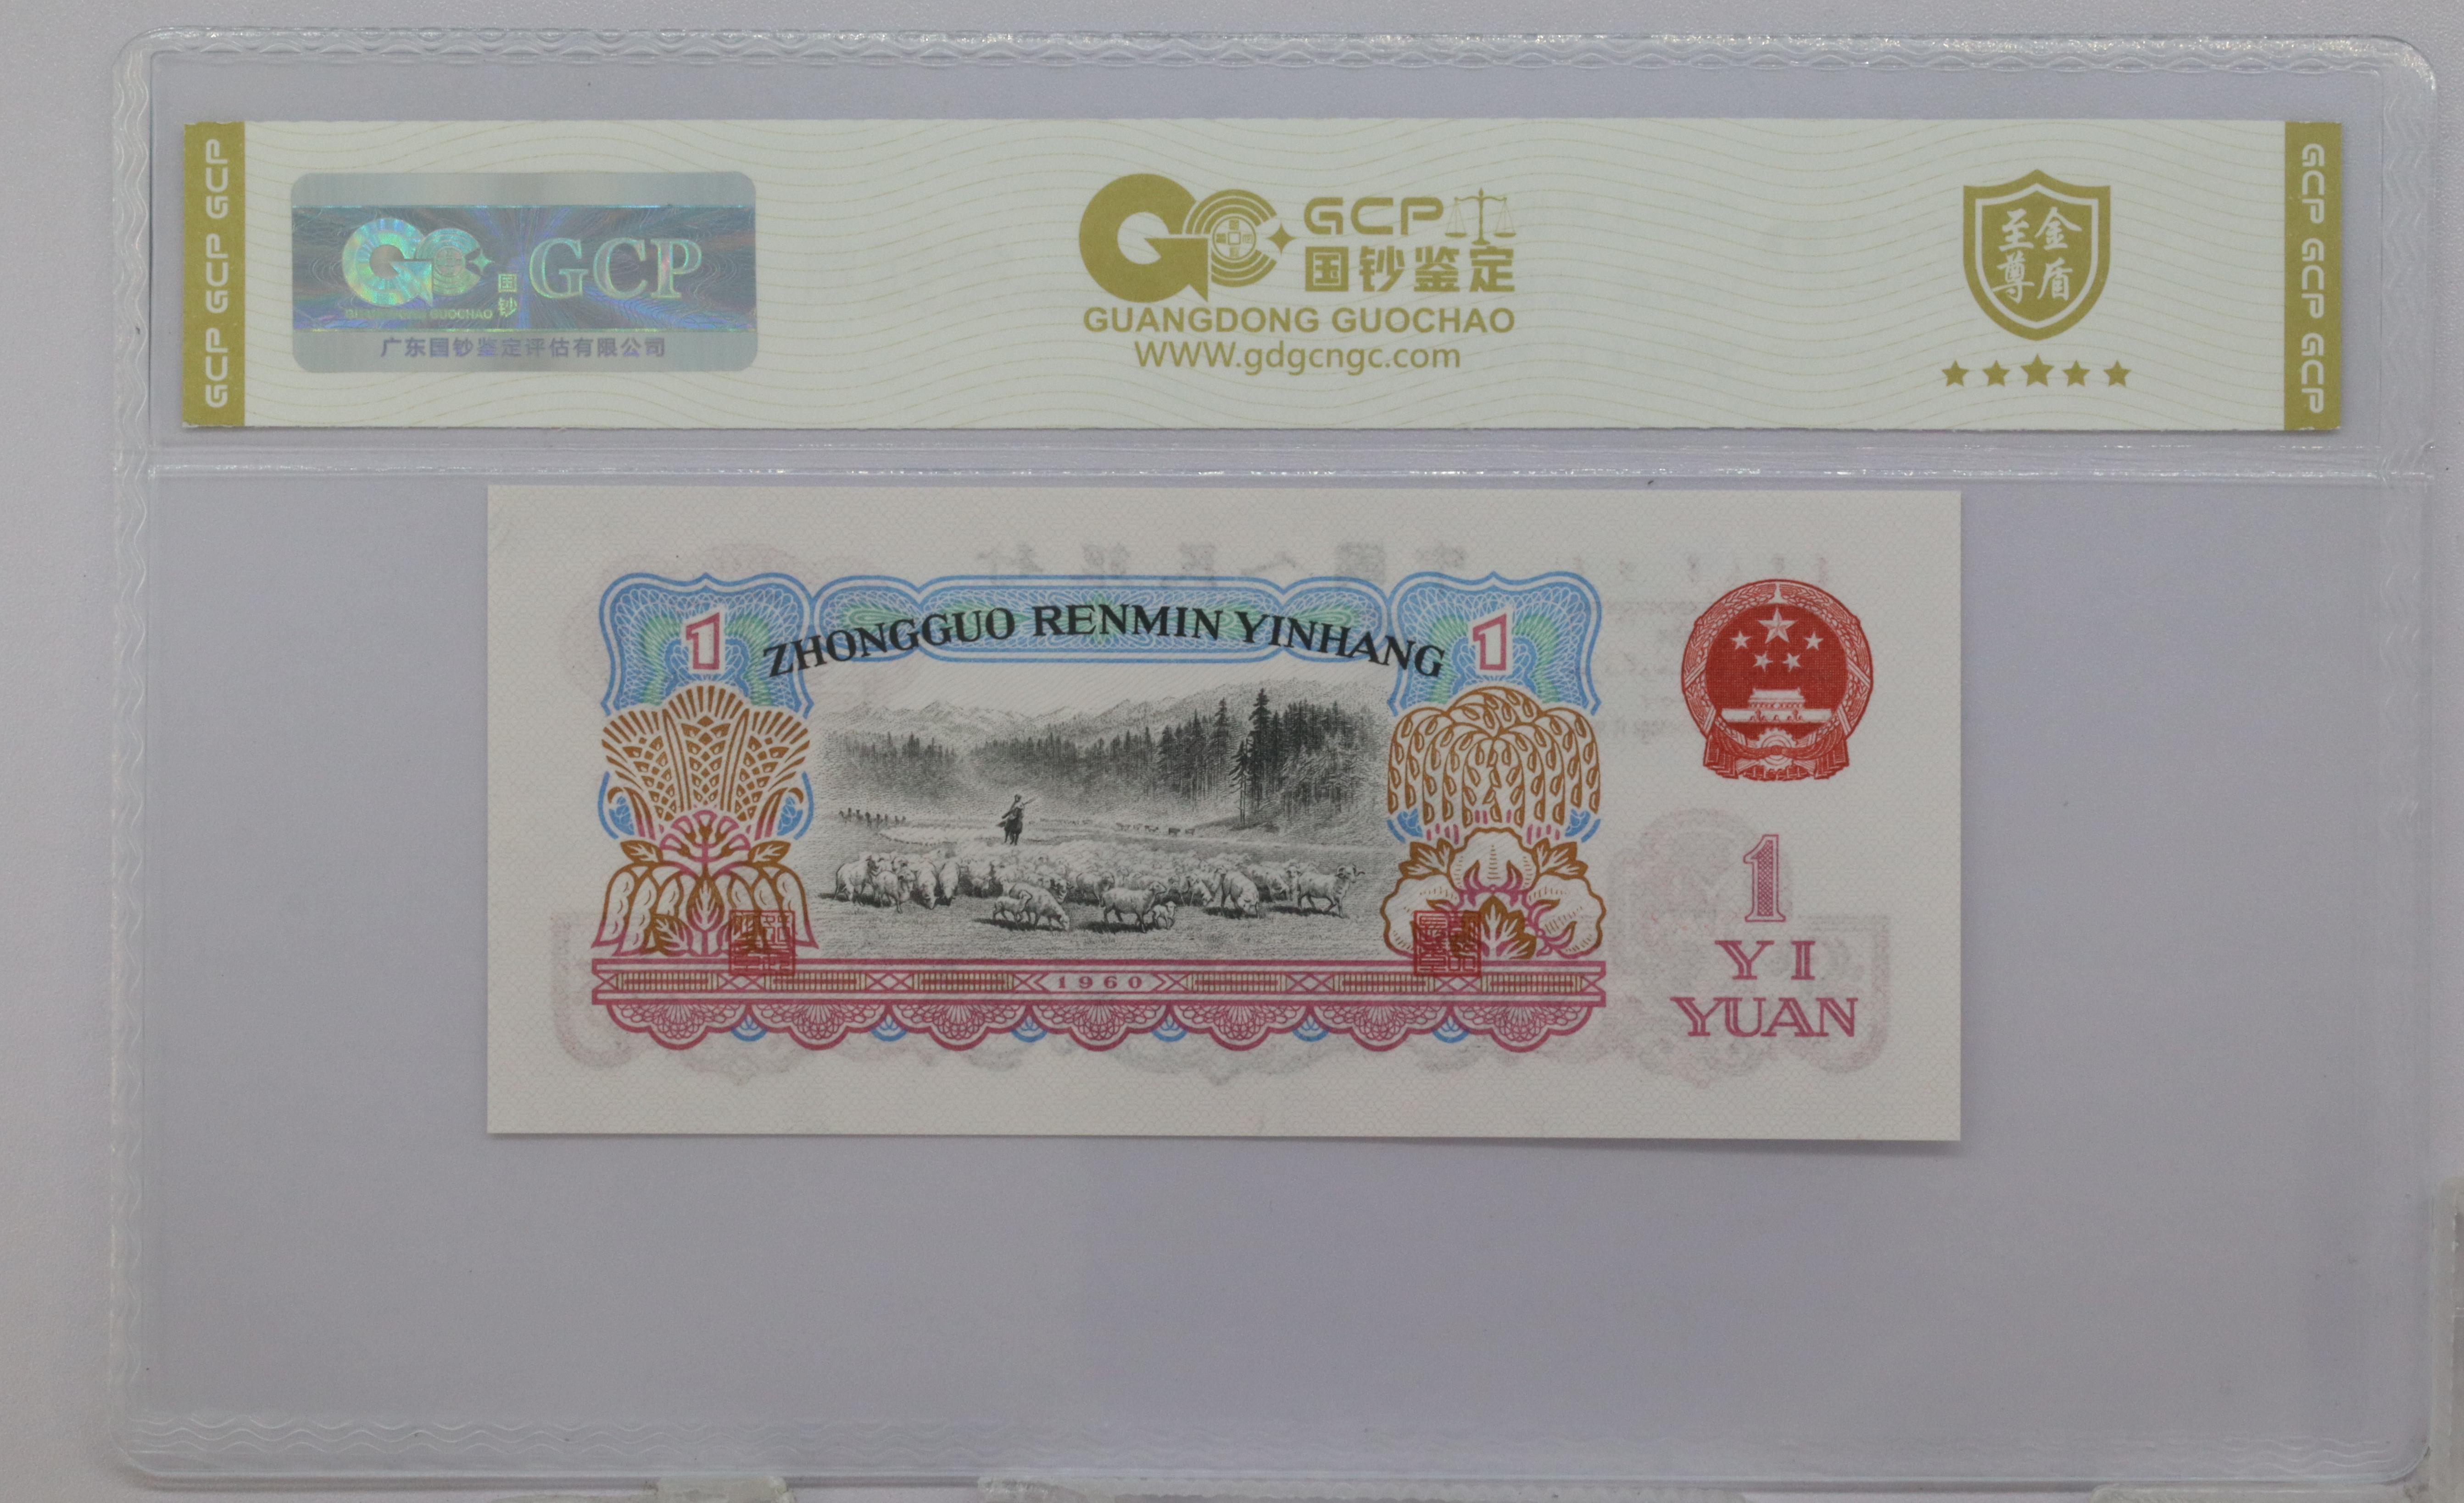 GCP GCP GCP
国
钞
GCP
GUANGDONG GUOCHAO
广东国钞鉴定评估有限公司
GCP
国钞鉴定
GUANGDONG GUOCHAO
WWW.gdgcngc.com
至尊
金盾
GCP GCP GCP
1
ZHONGGUO RENMIN YINHANG
1
1960
1
YI
YUAN